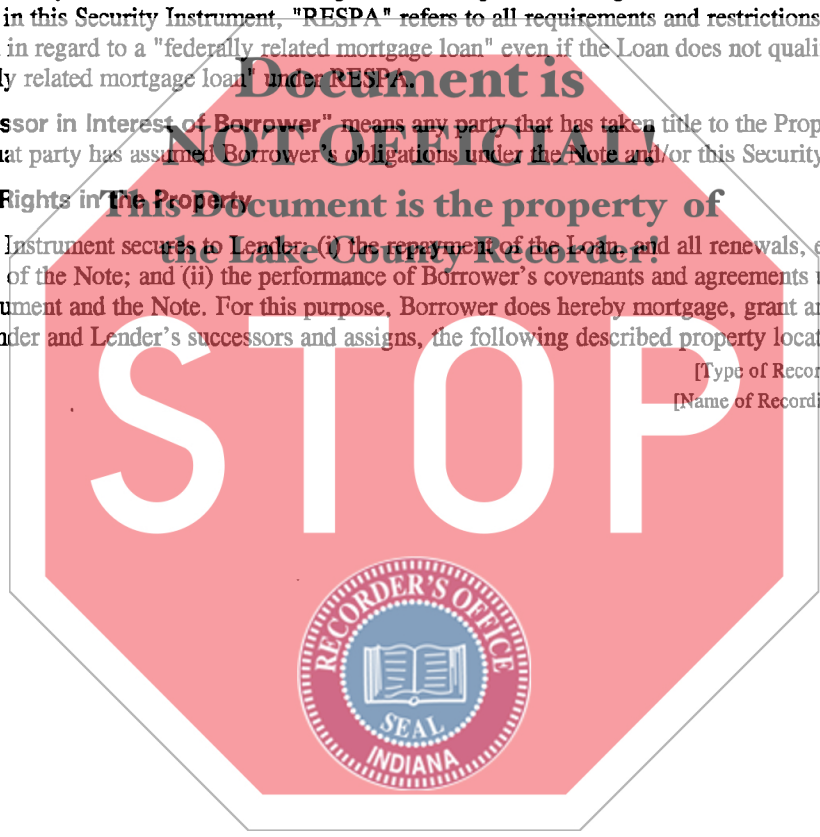 in this Security Instrument, "RESPA" refers to all requirements and restrictions
in regard to a "federally related mortgage loan" even if the Loan does not quali
ly related mortgage loan" under RESPA.
Document is
ssor in Interest of Borrower" means any party that has taken title to the Prop
NOT OFFICIAL!
at party has assumed Borrower's obligations under the Note and/or this Security
Rights in the Property
This Document is the property of
the Lake County Recorder!
Instrument secures to Lender: (i) the repayment of the Loan, and all renewals, e
of the Note; and (ii) the performance of Borrower's covenants and agreements
ument and the Note. For this purpose, Borrower does hereby mortgage, grant a
nder and Lender's successors and assigns, the following described property locat
[Type of Recor
[Name of Recordi
STOP
RECORDER'S OFFICE
SEAL
INDIANA